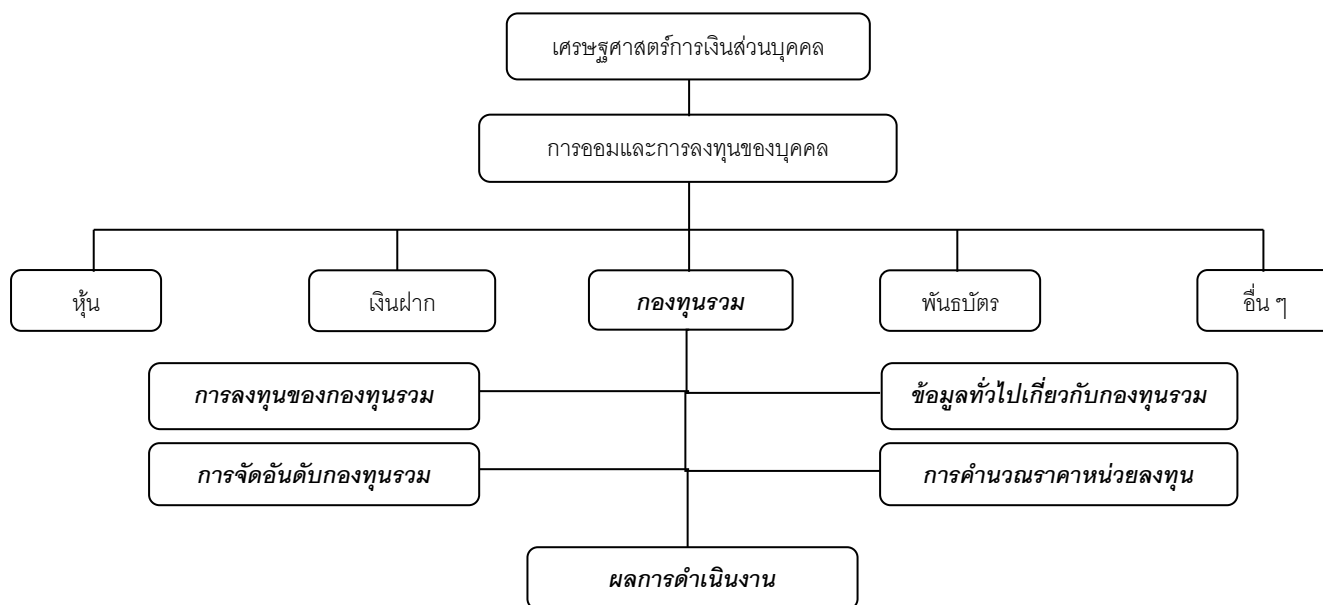 เศรษฐศาสตร์การเงินส่วนบุคคล
การออมและการลงทุนของบุคคล
หุ้น
เงินฝาก
กองทุนรวม
พันธบัตร
อื่น ๆ
การลงทุนของกองทุนรวม
ข้อมูลทั่วไปเกี่ยวกับกองทุนรวม
การจัดอันดับกองทุนรวม
การคำนวณราคาหน่วยลงทุน
ผลการดำเนินงาน